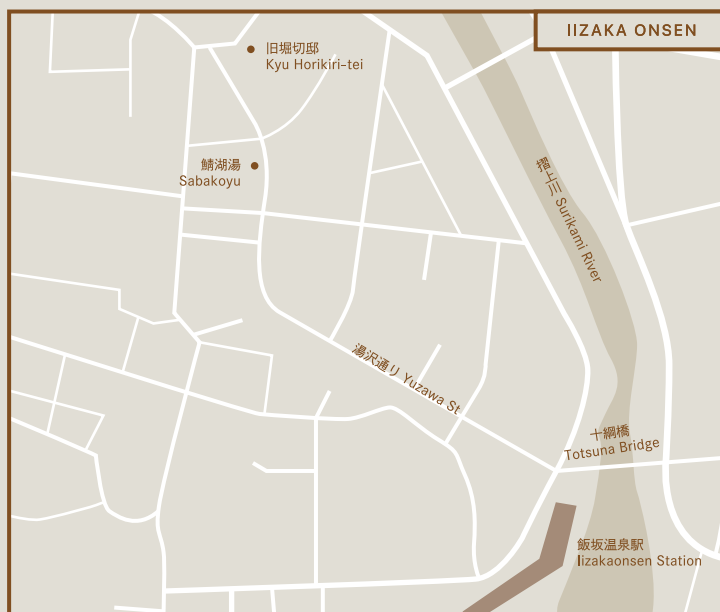 IIZAKA ONSEN
旧堀切邸
Kyu Horikiri-tei
鯖湖湯
Sabakoyu
摺上川 Surikami River
湯沢通り Yuzawa St
十綱橋
Totsuna Bridge
飯坂温泉駅
Iizakaonsen Station